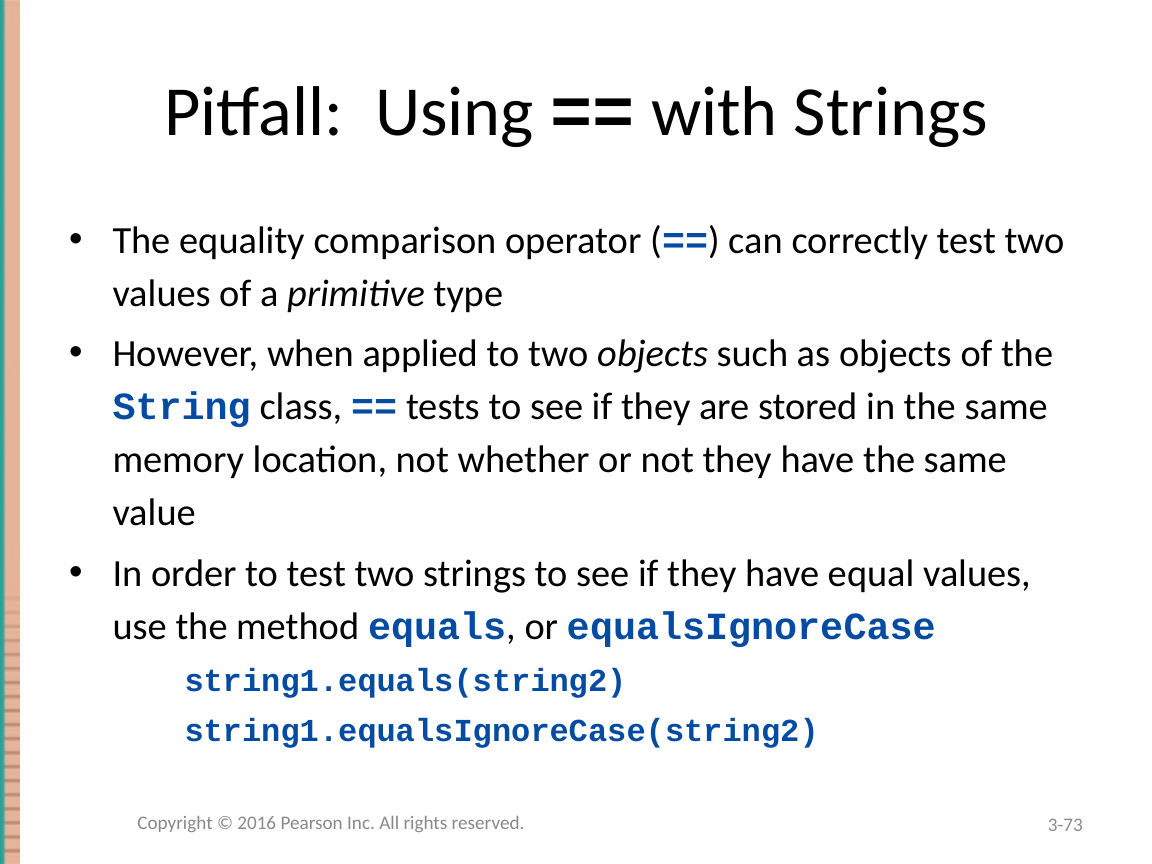 Pitfall:  Using == with Strings
• The equality comparison operator (==) can correctly test two
values of a primitive type
• However, when applied to two objects such as objects of the
String class, == tests to see if they are stored in the same
memory location, not whether or not they have the same
value
• In order to test two strings to see if they have equal values,
use the method equals, or equalsIgnoreCase
string1.equals(string2)
string1.equalsIgnoreCase(string2)
Copyright © 2016 Pearson Inc. All rights reserved.
3-73